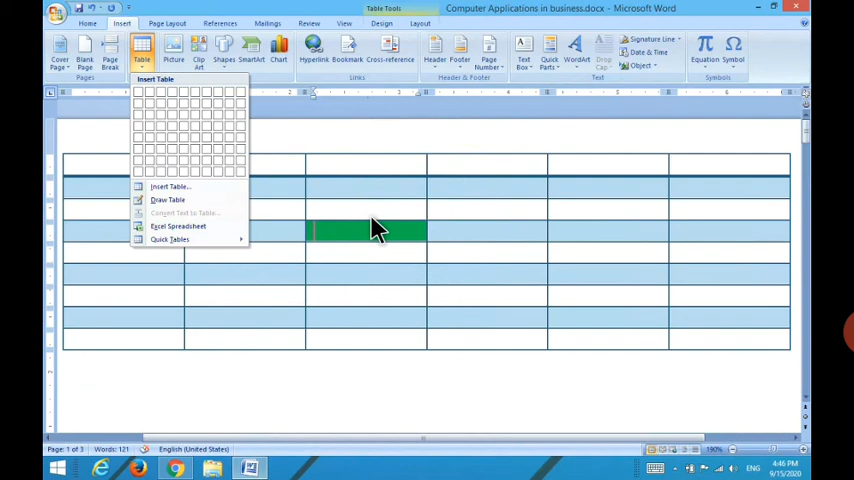 Table Tools
Computer Applications in business.docx - Microsoft Word
Home Insert Page Layout References Mailings Review View Design Layout
Cover Page Blank Page Page Break Table Picture Clip Art Shapes SmartArt Chart Hyperlink Bookmark Cross-reference Header Footer Page Number Text Box Quick Parts WordArt Drop Cap Signature Line Date & Time Object Equation Symbol
Pages Links Header & Footer Text Symbols
Insert Table
Insert Table...
Draw Table
Convert Text to Table...
Excel Spreadsheet
Quick Tables
Page: 1 of 3 Words: 121 English (United States) 190%
ENG
4:46 PM
9/15/2020